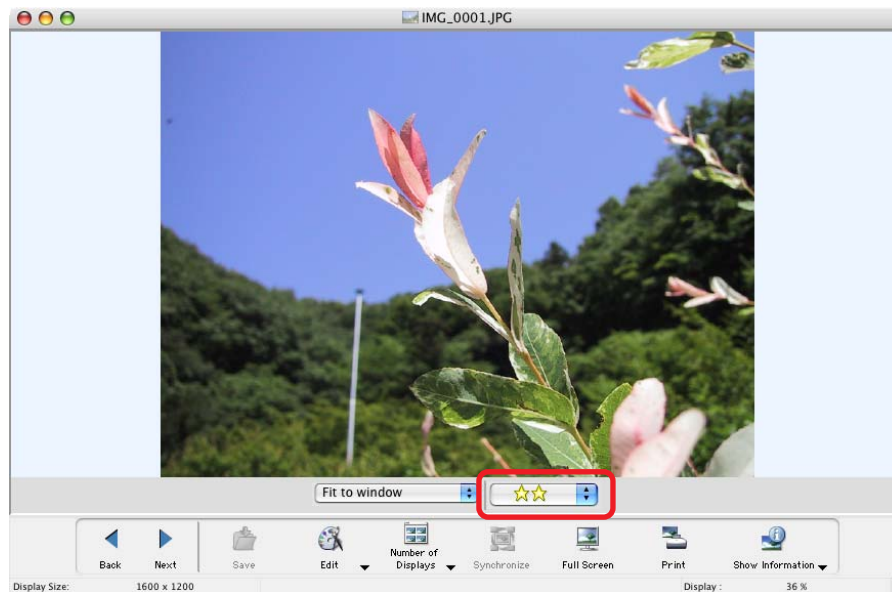 IMG_0001.JPG
Fit to window
Back
Next
Save
Edit
Number of
Displays
Synchronize
Full Screen
Print
Show Information
Display Size: 1600 x 1200
Display : 36 %